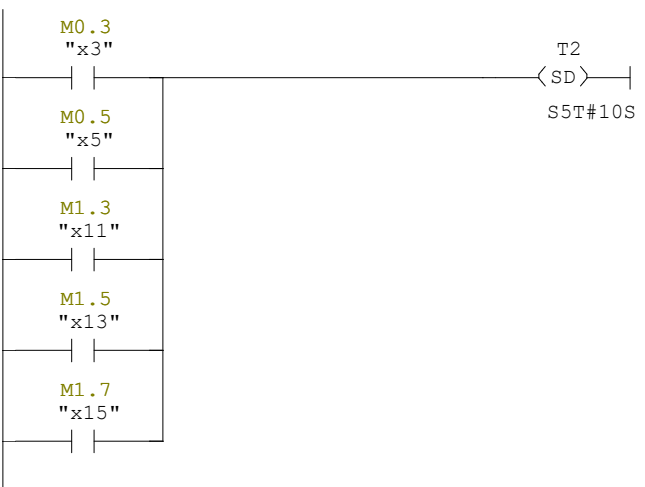 M0.3
"x3"
T2
SD
S5T#10S
M0.5
"x5"
M1.3
"x11"
M1.5
"x13"
M1.7
"x15"